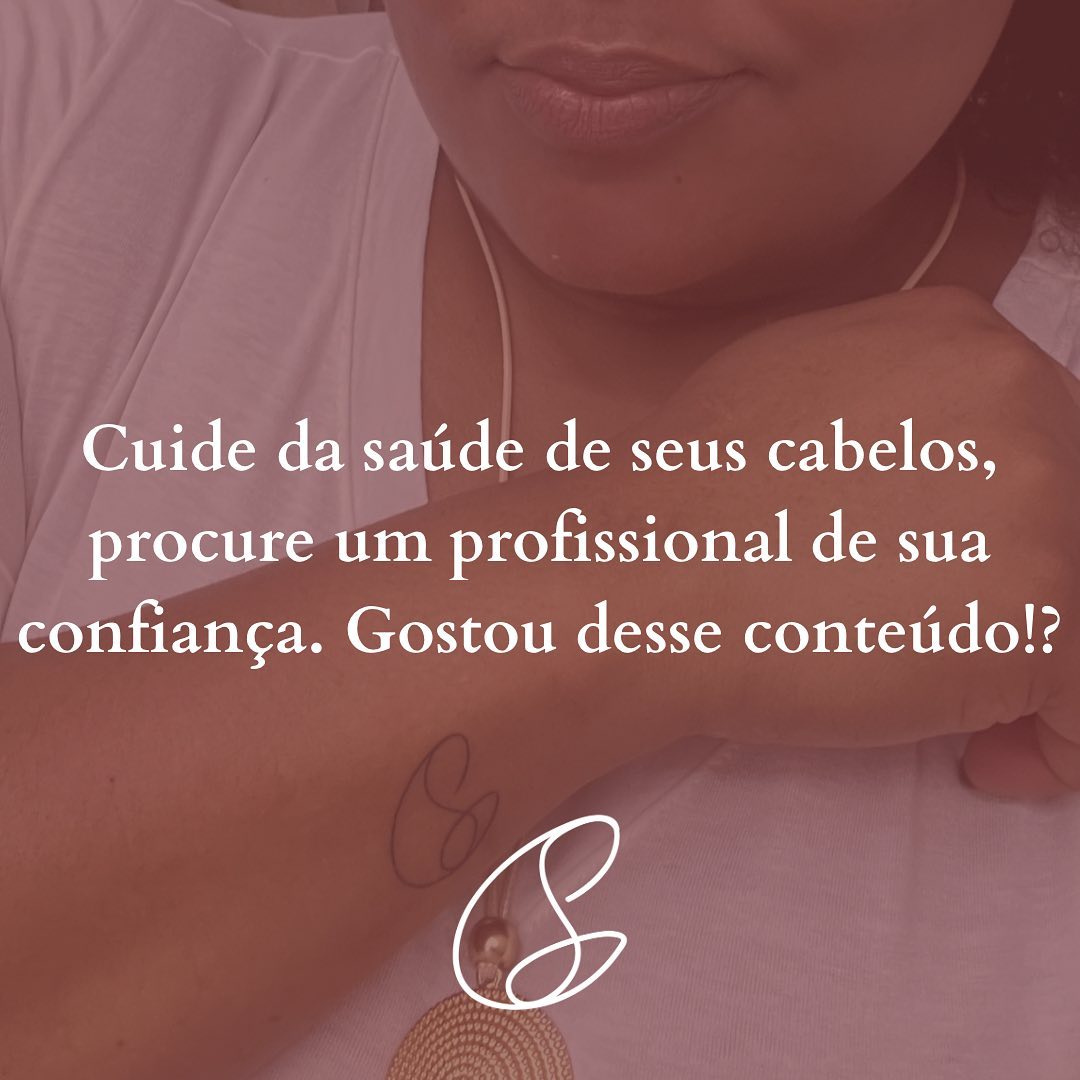 Cuide da saúde de seus cabelos,
procure um profissional de sua
confiança. Gostou desse conteúdo!?